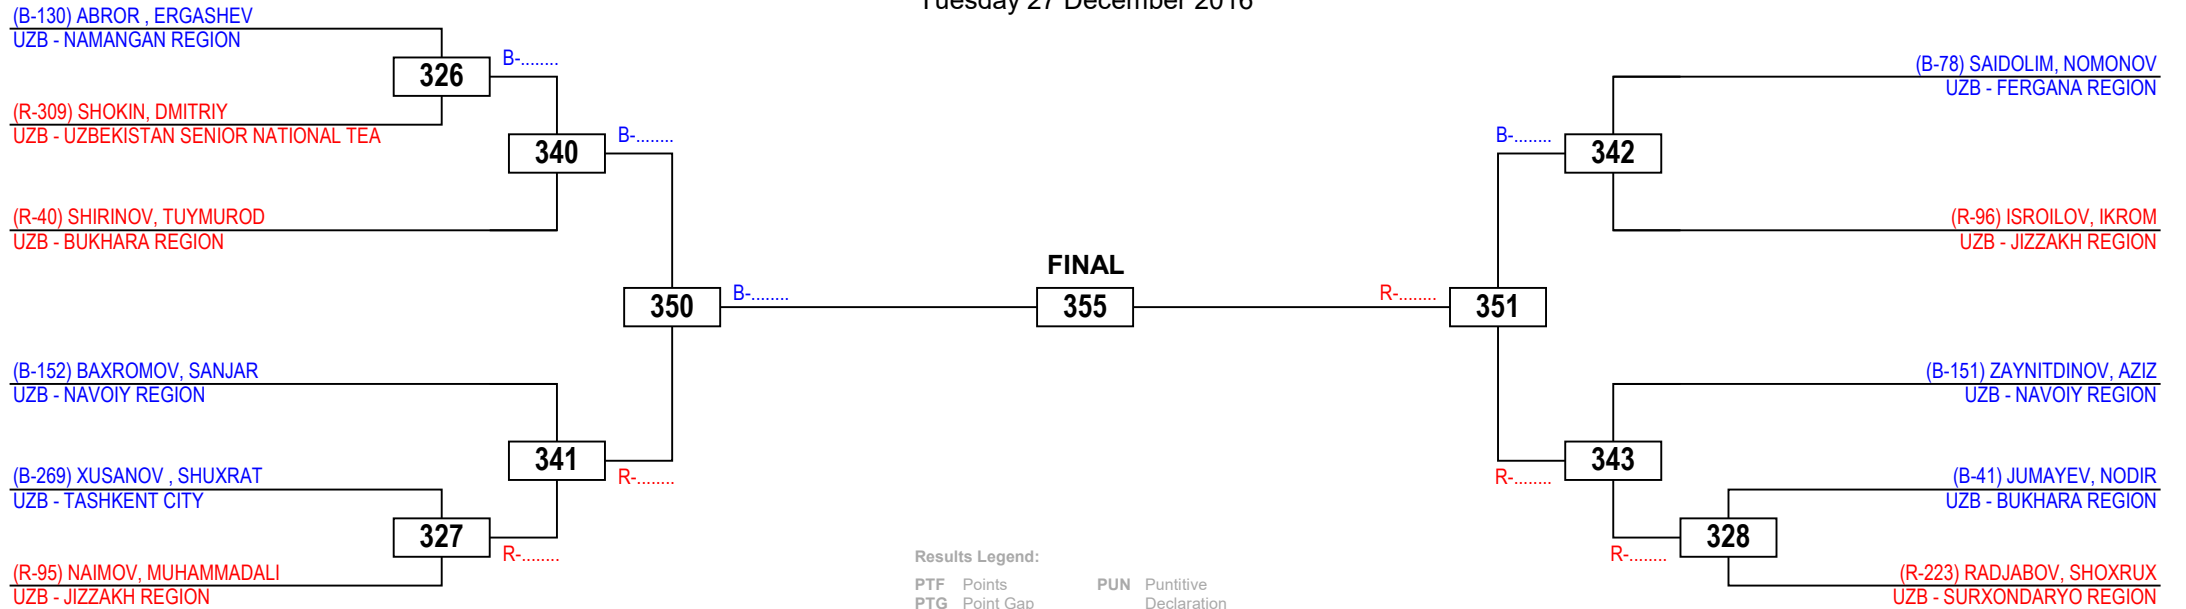 Tuesday 27 December 2016
(B-130) ABROR , ERGASHEV
UZB - NAMANGAN REGION
326
B-........
(R-309) SHOKIN, DMITRIY
UZB - UZBEKISTAN SENIOR NATIONAL TEA
340
B-........
(R-40) SHIRINOV, TUYMUROD
UZB - BUKHARA REGION
350
B-........
(B-152) BAXROMOV, SANJAR
UZB - NAVOIY REGION
341
R-........
(B-269) XUSANOV , SHUXRAT
UZB - TASHKENT CITY
327
R-........
(R-95) NAIMOV, MUHAMMADALI
UZB - JIZZAKH REGION
FINAL
355
(B-78) SAIDOLIM, NOMONOV
UZB - FERGANA REGION
B-........
342
(R-96) ISROILOV, IKROM
UZB - JIZZAKH REGION
R-........
351
(B-151) ZAYNITDINOV, AZIZ
UZB - NAVOIY REGION
R-........
343
(B-41) JUMAYEV, NODIR
UZB - BUKHARA REGION
R-........
328
(R-223) RADJABOV, SHOXRUX
UZB - SURXONDARYO REGION
Results Legend:
PTF Points PUN Puntitive
PTG Point Gap Declaration